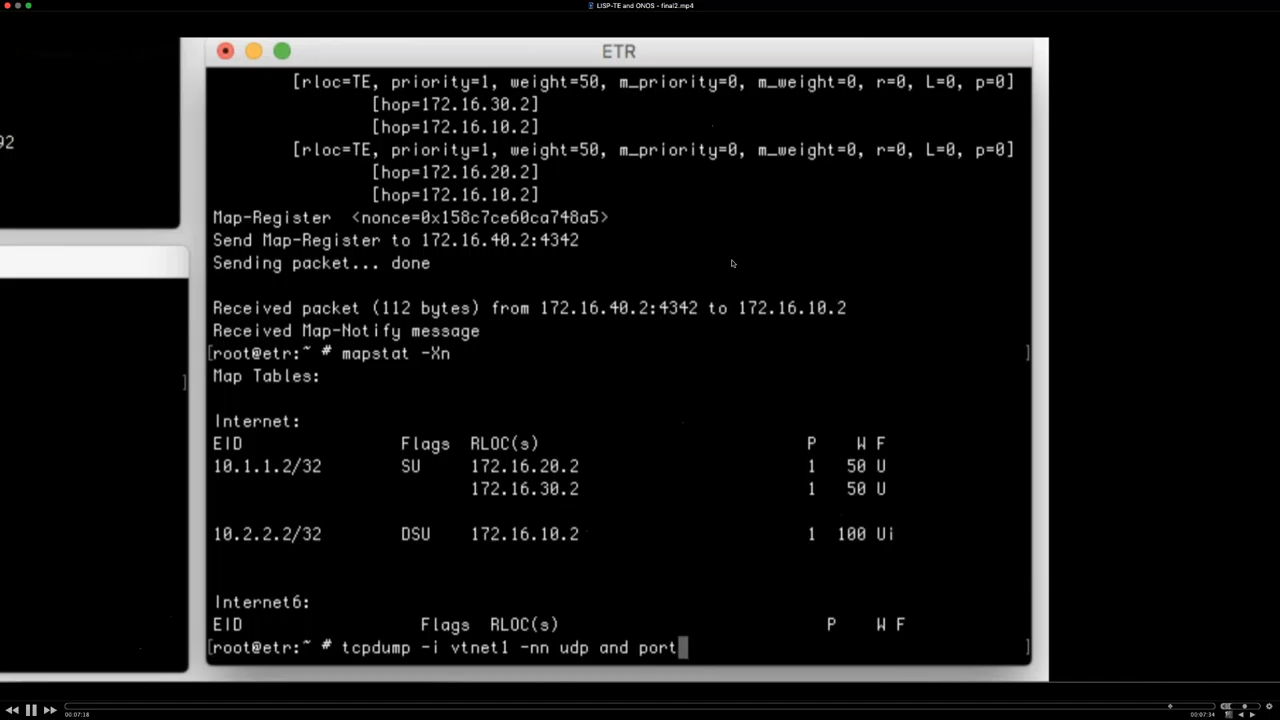 LISP-TE and ONOS - final2.mp4
ETR
[rloc=TE, priority=1, weight=50, m_priority=0, m_weight=0, r=0, L=0, p=0]
[hop=172.16.30.2]
[hop=172.16.10.2]
[rloc=TE, priority=1, weight=50, m_priority=0, m_weight=0, r=0, L=0, p=0]
[hop=172.16.20.2]
[hop=172.16.10.2]
Map-Register <nonce=0x158c7ce60ca748a5>
Send Map-Register to 172.16.40.2:4342
Sending packet... done
Received packet (112 bytes) from 172.16.40.2:4342 to 172.16.10.2
Received Map-Notify message
[root@etr:~ # mapstat -Xn ]
Map Tables:
Internet:
EID Flags RLOC(s) P W F
10.1.1.2/32 SU 172.16.20.2 1 50 U
172.16.30.2 1 50 U
10.2.2.2/32 DSU 172.16.10.2 1 100 Ui
Internet6:
EID Flags RLOC(s) P W F
[root@etr:~ # tcpdump -i vtnet1 -nn udp and port ]
92
]
00:07:18 00:07:34